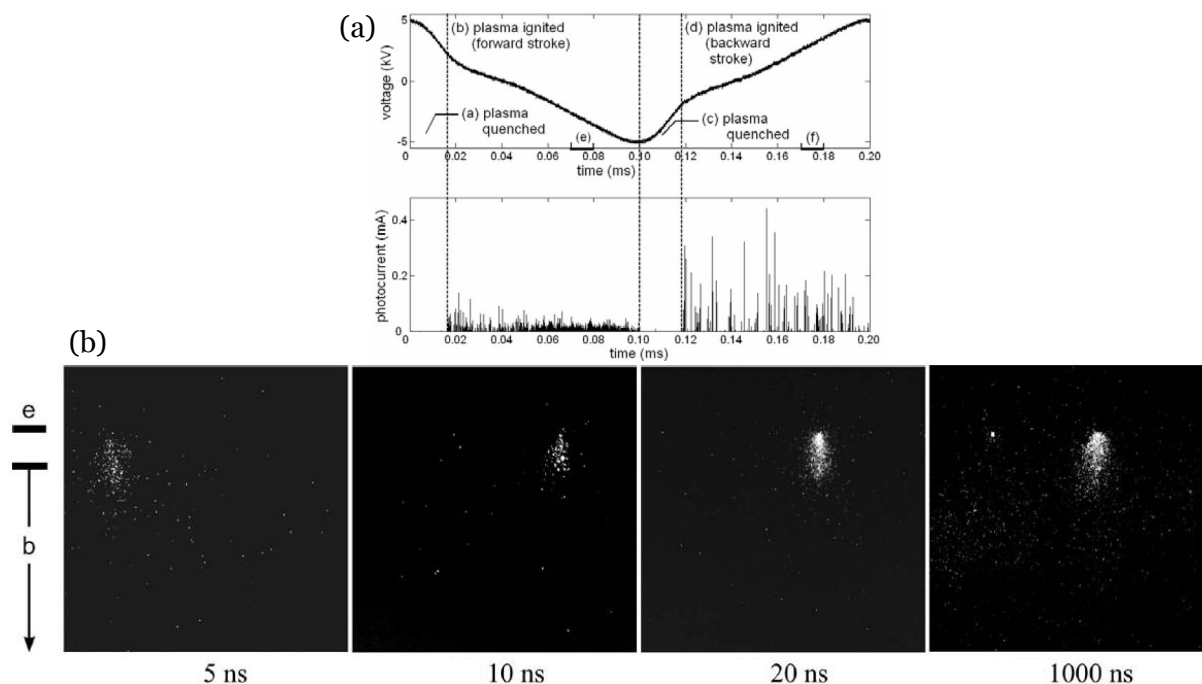 (a)
voltage (kV)
5
0
-5
(b) plasma ignited
(forward stroke)
(d) plasma ignited
(backward
stroke)
(a) plasma
quenched
(e)
(c) plasma
quenched
(f)
0 0.02 0.04 0.06 0.08 0.10 0.12 0.14 0.16 0.18 0.20
time (ms)
photocurrent (mA)
0.4
0.2
0
0 0.02 0.04 0.06 0.08 0.10 0.12 0.14 0.16 0.18 0.20
time (ms)
(b)
e
b
5 ns 10 ns 20 ns 1000 ns